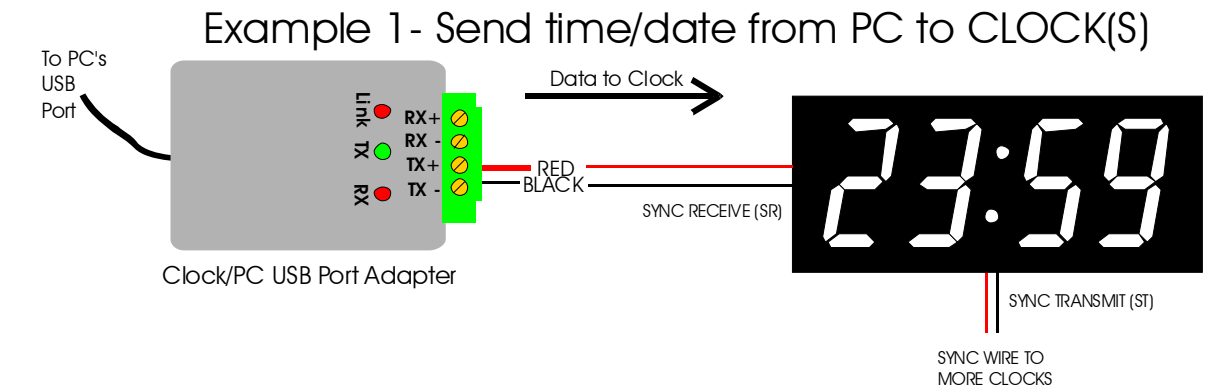 Example 1- Send time/date from PC to CLOCK(S)
To PC's
USB
Port
Data to Clock
Link
TX
RX
RX+
RX -
TX+
TX -
RED
BLACK
SYNC RECEIVE (SR)
23:59
Clock/PC USB Port Adapter
SYNC TRANSMIT (ST)
SYNC WIRE TO
MORE CLOCKS